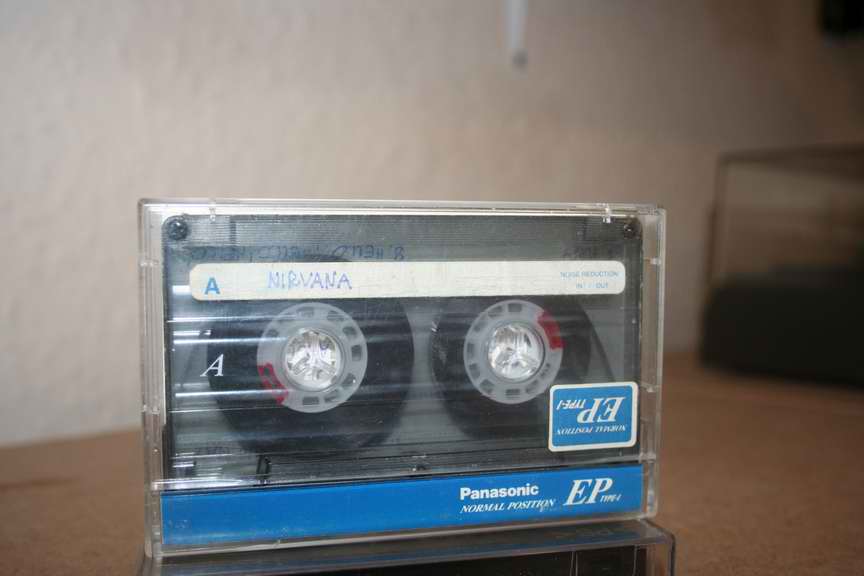 A NIRVANA NOISE REDUCTION
IN / OUT
A
EP
TYPE-I
NORMAL POSITION
Panasonic EP TYPE-I
NORMAL POSITION